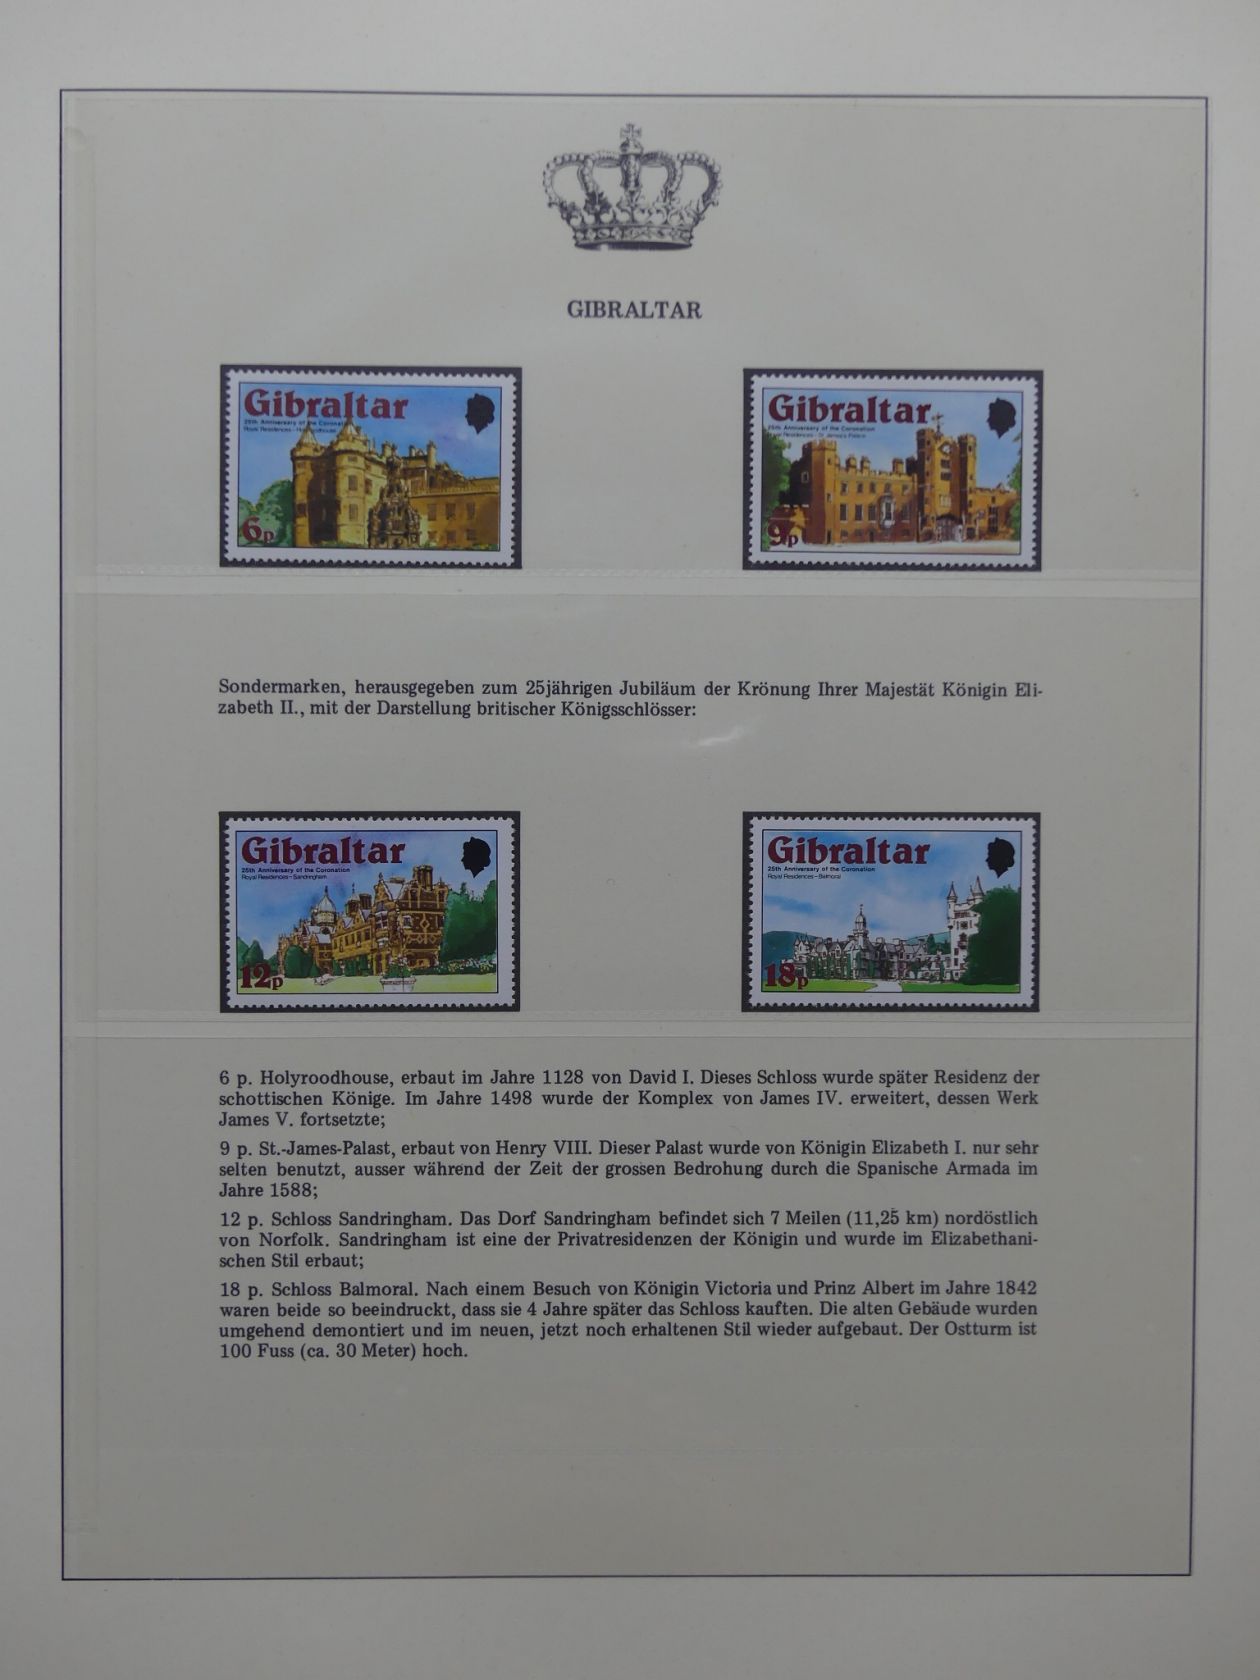 GIBRALTAR
Gibraltar
25th Anniversary of the Coronation
Royal Residences - Holyroodhouse
6p
Gibraltar
25th Anniversary of the Coronation
Royal Residences - St James's Palace
9p
Sondermarken, herausgegeben zum 25jährigen Jubiläum der Krönung Ihrer Majestät Königin Eli-
zabeth II., mit der Darstellung britischer Königsschlösser:
Gibraltar
25th Anniversary of the Coronation
Royal Residences - Sandringham
12p
Gibraltar
25th Anniversary of the Coronation
Royal Residences - Balmoral
18p
6 p. Holyroodhouse, erbaut im Jahre 1128 von David I. Dieses Schloss wurde später Residenz der
schottischen Könige. Im Jahre 1498 wurde der Komplex von James IV. erweitert, dessen Werk
James V. fortsetzte;
9 p. St.-James-Palast, erbaut von Henry VIII. Dieser Palast wurde von Königin Elizabeth I. nur sehr
selten benutzt, ausser während der Zeit der grossen Bedrohung durch die Spanische Armada im
Jahre 1588;
12 p. Schloss Sandringham. Das Dorf Sandringham befindet sich 7 Meilen (11,25 km) nordöstlich
von Norfolk. Sandringham ist eine der Privatresidenzen der Königin und wurde im Elizabethani-
schen Stil erbaut;
18 p. Schloss Balmoral. Nach einem Besuch von Königin Victoria und Prinz Albert im Jahre 1842
waren beide so beeindruckt, dass sie 4 Jahre später das Schloss kauften. Die alten Gebäude wurden
umgehend demontiert und im neuen, jetzt noch erhaltenen Stil wieder aufgebaut. Der Ostturm ist
100 Fuss (ca. 30 Meter) hoch.